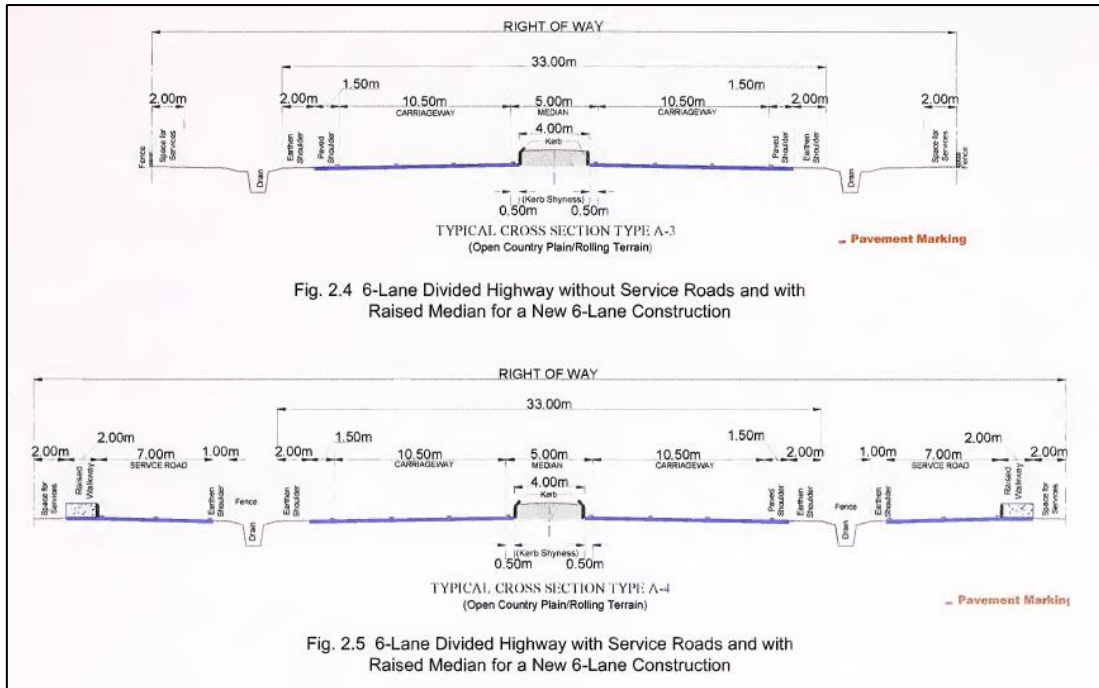 RIGHT OF WAY
33.00m
1.50m 1.50m
2.00m 2.00m 10.50m 5.00m 10.50m 2.00m 2.00m
CARRIAGEWAY MEDIAN CARRIAGEWAY
4.00m
Kerb
Fence
Space for Services
Earthen Shoulder
Paved Shoulder
Paved Shoulder
Earthen Shoulder
Space for Services
Fence
Drain Drain
(Kerb Shyness)
0.50m 0.50m
TYPICAL CROSS SECTION TYPE A-3
(Open Country Plain/Rolling Terrain)
Pavement Marking
Fig. 2.4 6-Lane Divided Highway without Service Roads and with
Raised Median for a New 6-Lane Construction
RIGHT OF WAY
33.00m
2.00m 1.50m 1.50m 2.00m
2.00m 7.00m 1.00m 2.00m 10.50m 5.00m 10.50m 2.00m 1.00m 7.00m 2.00m
SERVCE ROAD CARRIAGEWAY MEDIAN CARRIAGEWAY SERVICE ROAD
4.00m
Kerb
Space for Services
Raised Walkway
Earthen Shoulder
Fence
Earthen Shoulder
Paved Shoulder
Earthen Shoulder
Fence
Earthen Shoulder
Raised Walkway
Space for Services
Drain Drain
(Kerb Shyness)
0.50m 0.50m
TYPICAL CROSS SECTION TYPE A-4
(Open Country Plain/Rolling Terrain)
Pavement Marking
Fig. 2.5 6-Lane Divided Highway with Service Roads and with
Raised Median for a New 6-Lane Construction